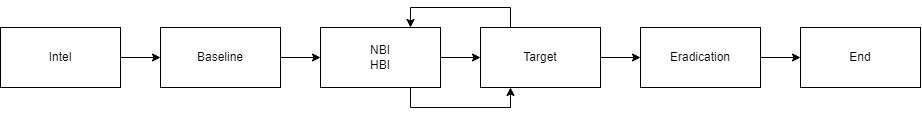 Intel
Baseline
NBI
HBI
Target
Eradication
End